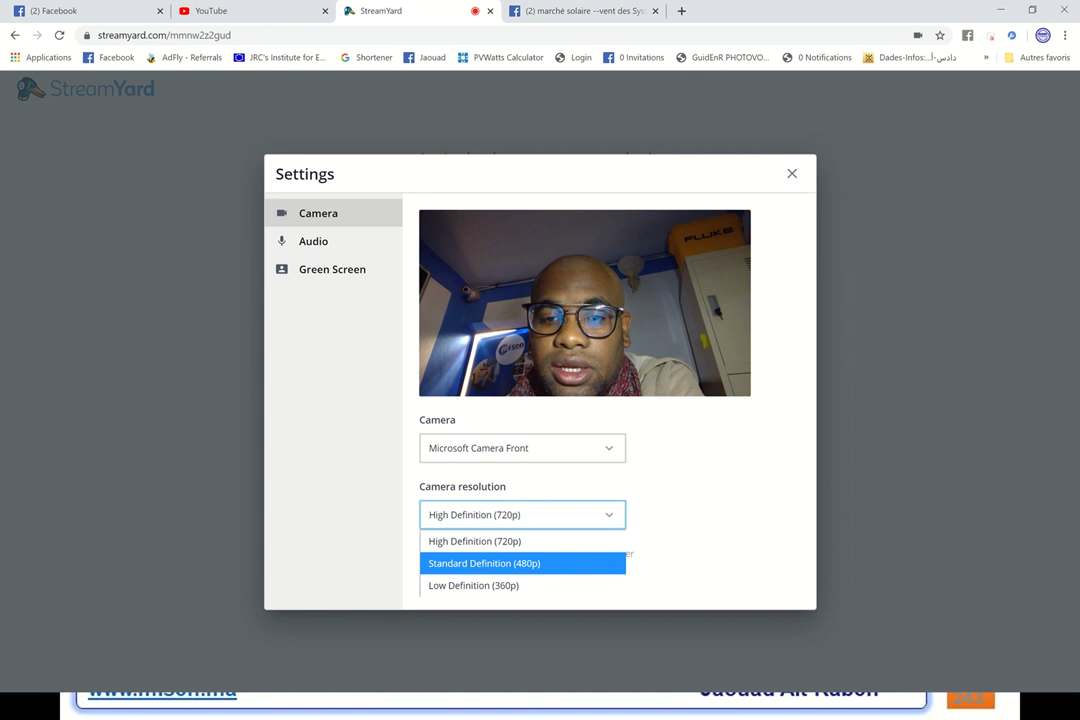 (2) Facebook
YouTube
StreamYard
(2) marché solaire --vent des Sys
streamyard.com/mmnw2z2gud
Applications
Facebook
AdFly - Referrals
JRC's Institute for E...
Shortener
Jaouad
PVWatts Calculator
Login
0 Invitations
GuidEnR PHOTOVO...
0 Notifications
Dades-Infos:...دادس-أ
»
Autres favoris
StreamYard
Settings
Camera
Audio
Green Screen
FLUKE
Camera
Microsoft Camera Front
Camera resolution
High Definition (720p)
High Definition (720p)
Standard Definition (480p)
er
Low Definition (360p)